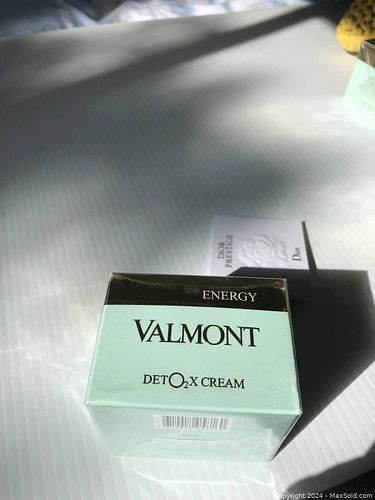 DIOR
PRESTIGE
Dior
ENERGY
VALMONT
DETO₂X CREAM
Copyright 2024 - MaxSold.com